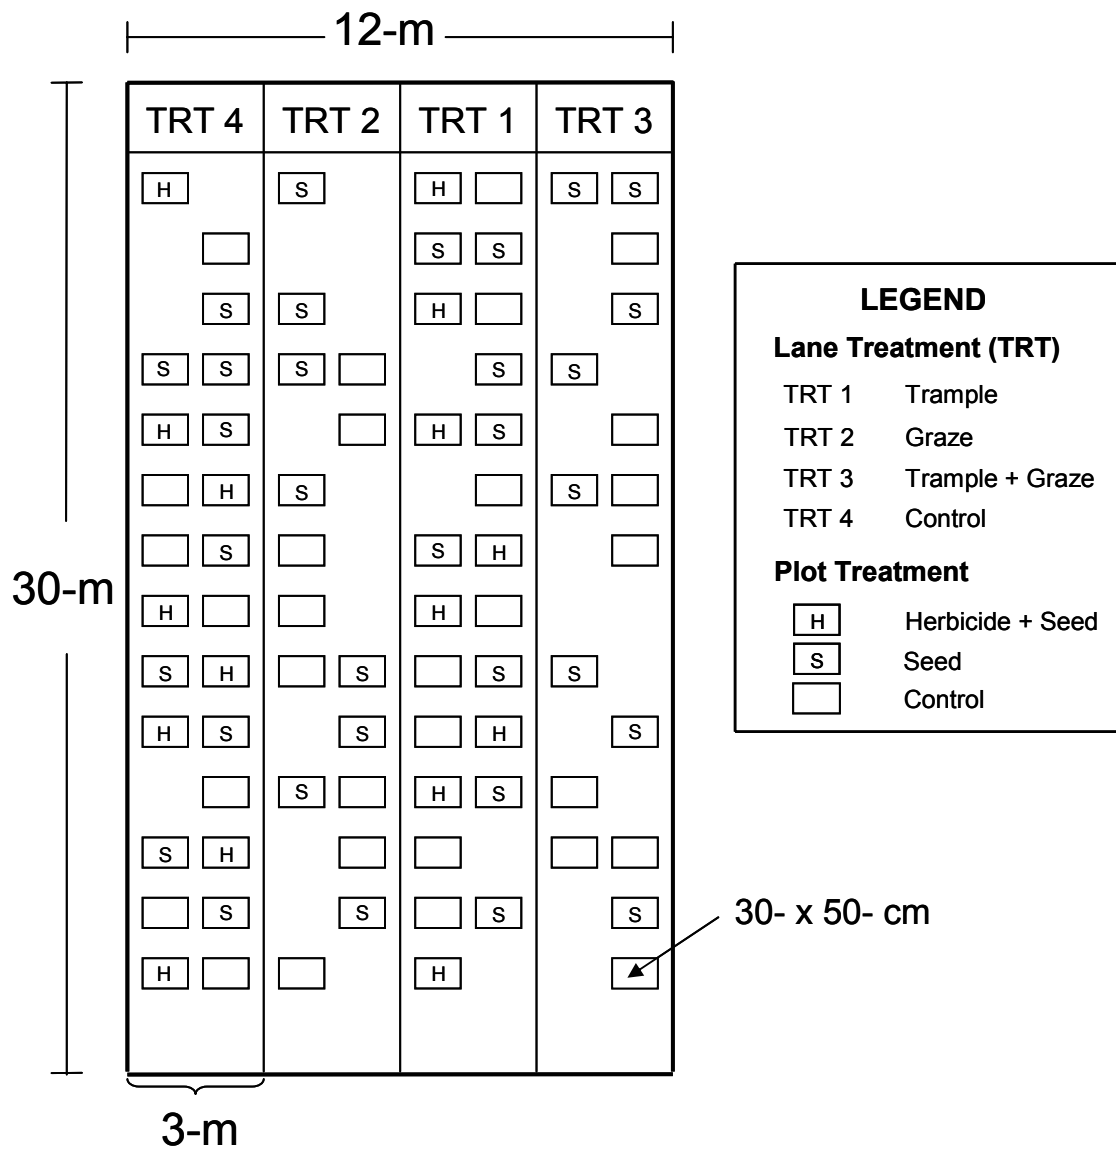 12-m
TRT 4 TRT 2 TRT 1 TRT 3
H S H S S
S S
S S H S
S S S S S
H S H S
H S S
S S H
H H
S H S S S
H S S H S
S H S
S H
S S S S
H H
30-m
3-m
30- x 50- cm
LEGEND
Lane Treatment (TRT)
TRT 1 Trample
TRT 2 Graze
TRT 3 Trample + Graze
TRT 4 Control
Plot Treatment
H Herbicide + Seed
S Seed
Control